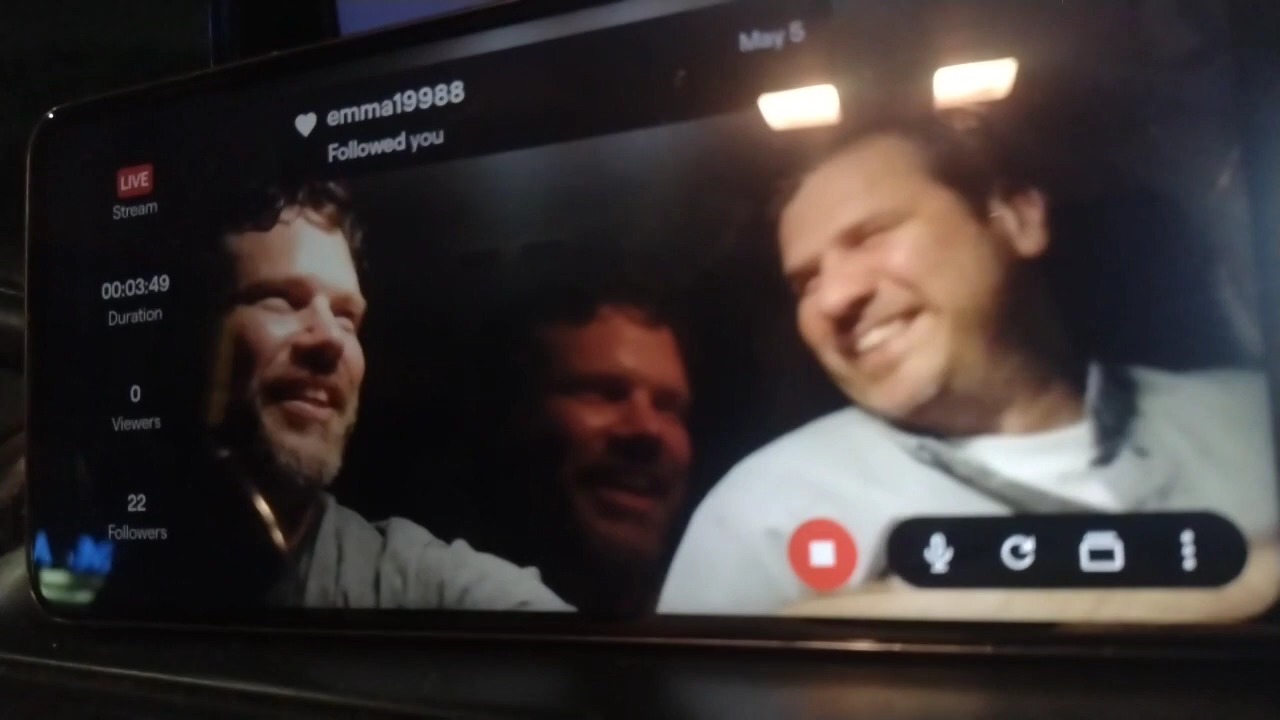 May 5
emma19988
Followed you
LIVE
Stream
00:03:49
Duration
0
Viewers
22
Followers